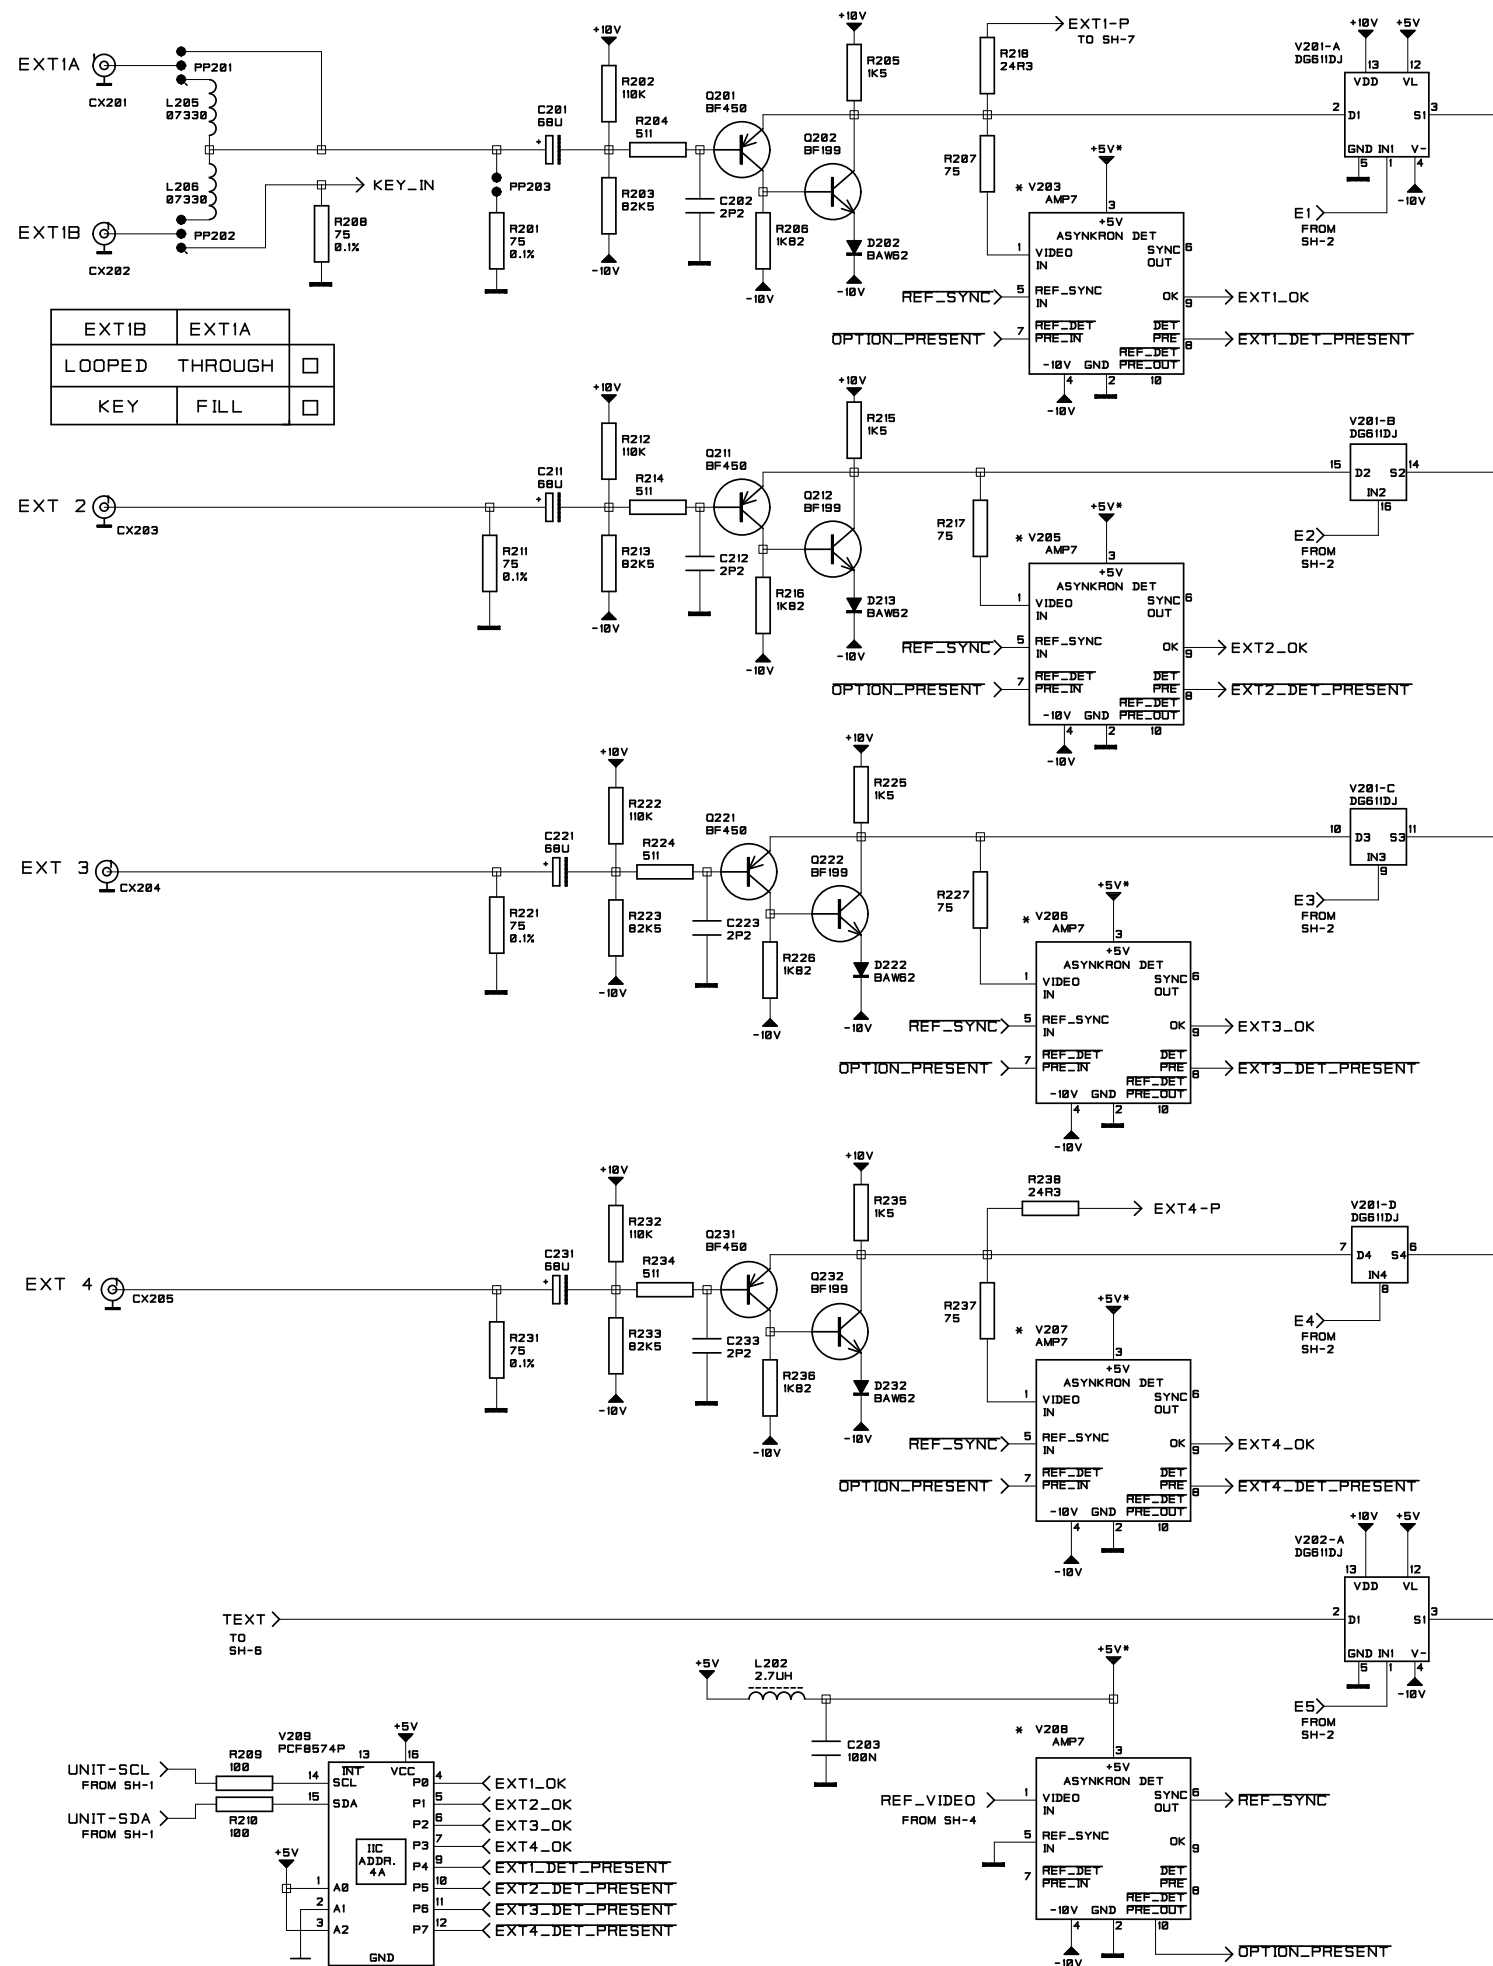 EXT1A
CX201
PP201
L205
07330
L206
07330
EXT1B
CX202
PP202
KEY_IN
R208
75
0.1%
PP203
R201
75
0.1%
C201
68U
+10V
R202
110K
R204
511
R203
82K5
-10V
C202
2P2
Q201
BF450
R206
1K82
-10V
+10V
R205
1K5
Q202
BF199
D202
BAW62
-10V
EXT1-P
TO SH-7
R218
24R3
R207
75
+5V*
* V203
AMP7
3
+5V
ASYNKRON DET
1
VIDEO
IN
SYNC
OUT
6
5
REF_SYNC
IN
OK
9
7
REF_DET
PRE_IN
DET
PRE
8
REF_DET
PRE_OUT
-10V
GND
4
2
10
-10V
REF_SYNC
OPTION_PRESENT
EXT1_OK
EXT1_DET_PRESENT
+10V
+5V
V201-A
DG611DJ
13
12
VDD
VL
2
D1
S1
3
GND
IN1
V-
5
1
4
-10V
E1
FROM
SH-2
EXT1B
EXT1A
LOOPED THROUGH
KEY
FILL
EXT 2
CX203
R211
75
0.1%
C211
68U
+10V
R212
110K
R214
511
R213
82K5
-10V
C212
2P2
Q211
BF450
R216
1K82
-10V
+10V
R215
1K5
Q212
BF199
D213
BAW62
-10V
R217
75
+5V*
* V205
AMP7
3
+5V
ASYNKRON DET
1
VIDEO
IN
SYNC
OUT
6
5
REF_SYNC
IN
OK
9
7
REF_DET
PRE_IN
DET
PRE
8
REF_DET
PRE_OUT
-10V
GND
4
2
10
-10V
REF_SYNC
OPTION_PRESENT
EXT2_OK
EXT2_DET_PRESENT
V201-B
DG611DJ
15
D2
S2
14
IN2
16
E2
FROM
SH-2
EXT 3
CX204
R221
75
0.1%
C221
68U
+10V
R222
110K
R224
511
R223
82K5
-10V
C223
2P2
Q221
BF450
R226
1K82
-10V
+10V
R225
1K5
Q222
BF199
D222
BAW62
-10V
R227
75
+5V*
* V206
AMP7
3
+5V
ASYNKRON DET
1
VIDEO
IN
SYNC
OUT
6
5
REF_SYNC
IN
OK
9
7
REF_DET
PRE_IN
DET
PRE
8
REF_DET
PRE_OUT
-10V
GND
4
2
10
-10V
REF_SYNC
OPTION_PRESENT
EXT3_OK
EXT3_DET_PRESENT
V201-C
DG611DJ
10
D3
S3
11
IN3
9
E3
FROM
SH-2
EXT 4
CX205
R231
75
0.1%
C231
68U
+10V
R232
110K
R234
511
R233
82K5
-10V
C233
2P2
Q231
BF450
R236
1K82
-10V
+10V
R235
1K5
Q232
BF199
D232
BAW62
-10V
R238
24R3
EXT4-P
R237
75
+5V*
* V207
AMP7
3
+5V
ASYNKRON DET
1
VIDEO
IN
SYNC
OUT
6
5
REF_SYNC
IN
OK
9
7
REF_DET
PRE_IN
DET
PRE
8
REF_DET
PRE_OUT
-10V
GND
4
2
10
-10V
REF_SYNC
OPTION_PRESENT
EXT4_OK
EXT4_DET_PRESENT
V201-D
DG611DJ
7
D4
S4
6
IN4
8
E4
FROM
SH-2
TEXT
TO
SH-6
+10V
+5V
V202-A
DG611DJ
13
12
VDD
VL
2
D1
S1
3
GND
IN1
V-
5
1
4
-10V
E5
FROM
SH-2
+5V
L202
2.7UH
C203
100N
+5V*
* V208
AMP7
3
+5V
ASYNKRON DET
1
VIDEO
IN
SYNC
OUT
6
5
REF_SYNC
IN
OK
9
7
REF_DET
PRE_IN
DET
PRE
8
REF_DET
PRE_OUT
-10V
GND
4
2
10
-10V
REF_VIDEO
FROM SH-4
REF_SYNC
OPTION_PRESENT
UNIT-SCL
FROM SH-1
UNIT-SDA
FROM SH-1
R209
100
R210
100
V209
PCF8574P
+5V
13
16
INT
VCC
14
SCL
15
SDA
IIC
ADDR.
4A
+5V
1
A0
2
A1
3
A2
GND
P0
4
EXT1_OK
P1
5
EXT2_OK
P2
6
EXT3_OK
P3
7
EXT4_OK
P4
9
EXT1_DET_PRESENT
P5
10
EXT2_DET_PRESENT
P6
11
EXT3_DET_PRESENT
P7
12
EXT4_DET_PRESENT